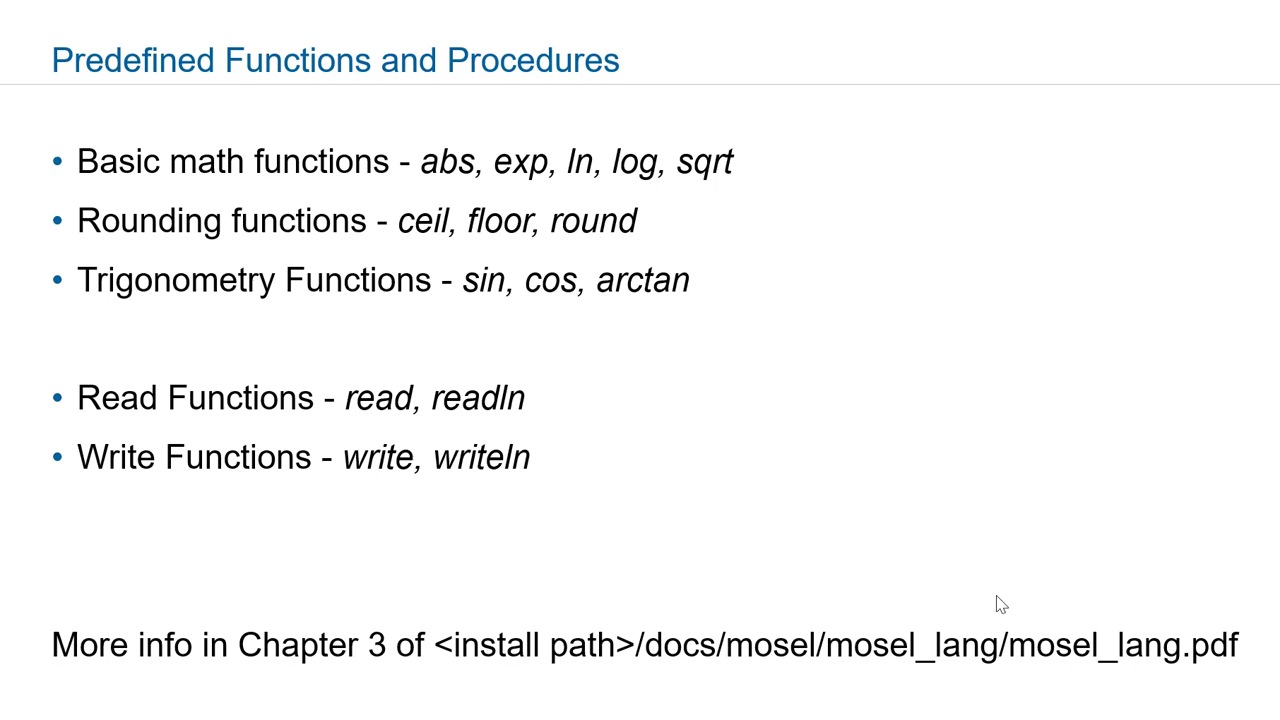 Predefined Functions and Procedures
• Basic math functions - abs, exp, ln, log, sqrt
• Rounding functions - ceil, floor, round
• Trigonometry Functions - sin, cos, arctan
• Read Functions - read, readln
• Write Functions - write, writeln
More info in Chapter 3 of <install path>/docs/mosel/mosel_lang/mosel_lang.pdf